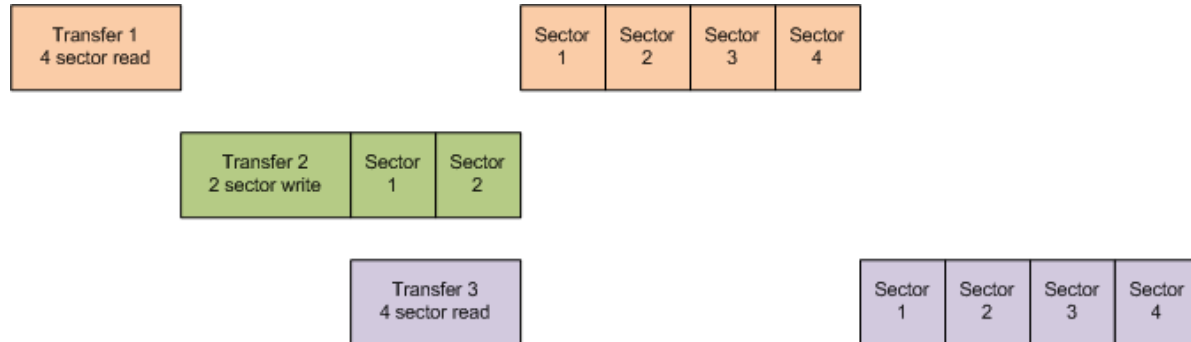 Transfer 1
4 sector read
Sector
1
Sector
2
Sector
3
Sector
4
Transfer 2
2 sector write
Sector
1
Sector
2
Transfer 3
4 sector read
Sector
1
Sector
2
Sector
3
Sector
4